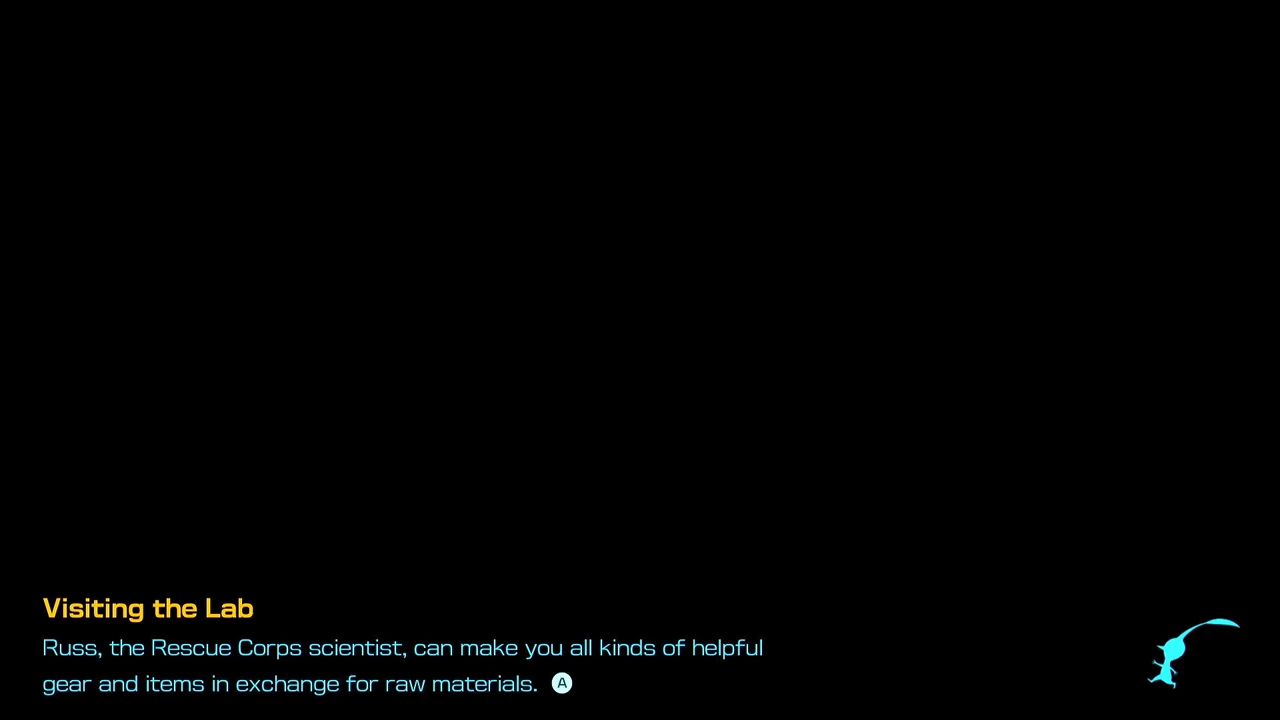 Visiting the Lab
Russ, the Rescue Corps scientist, can make you all kinds of helpful
gear and items in exchange for raw materials. A